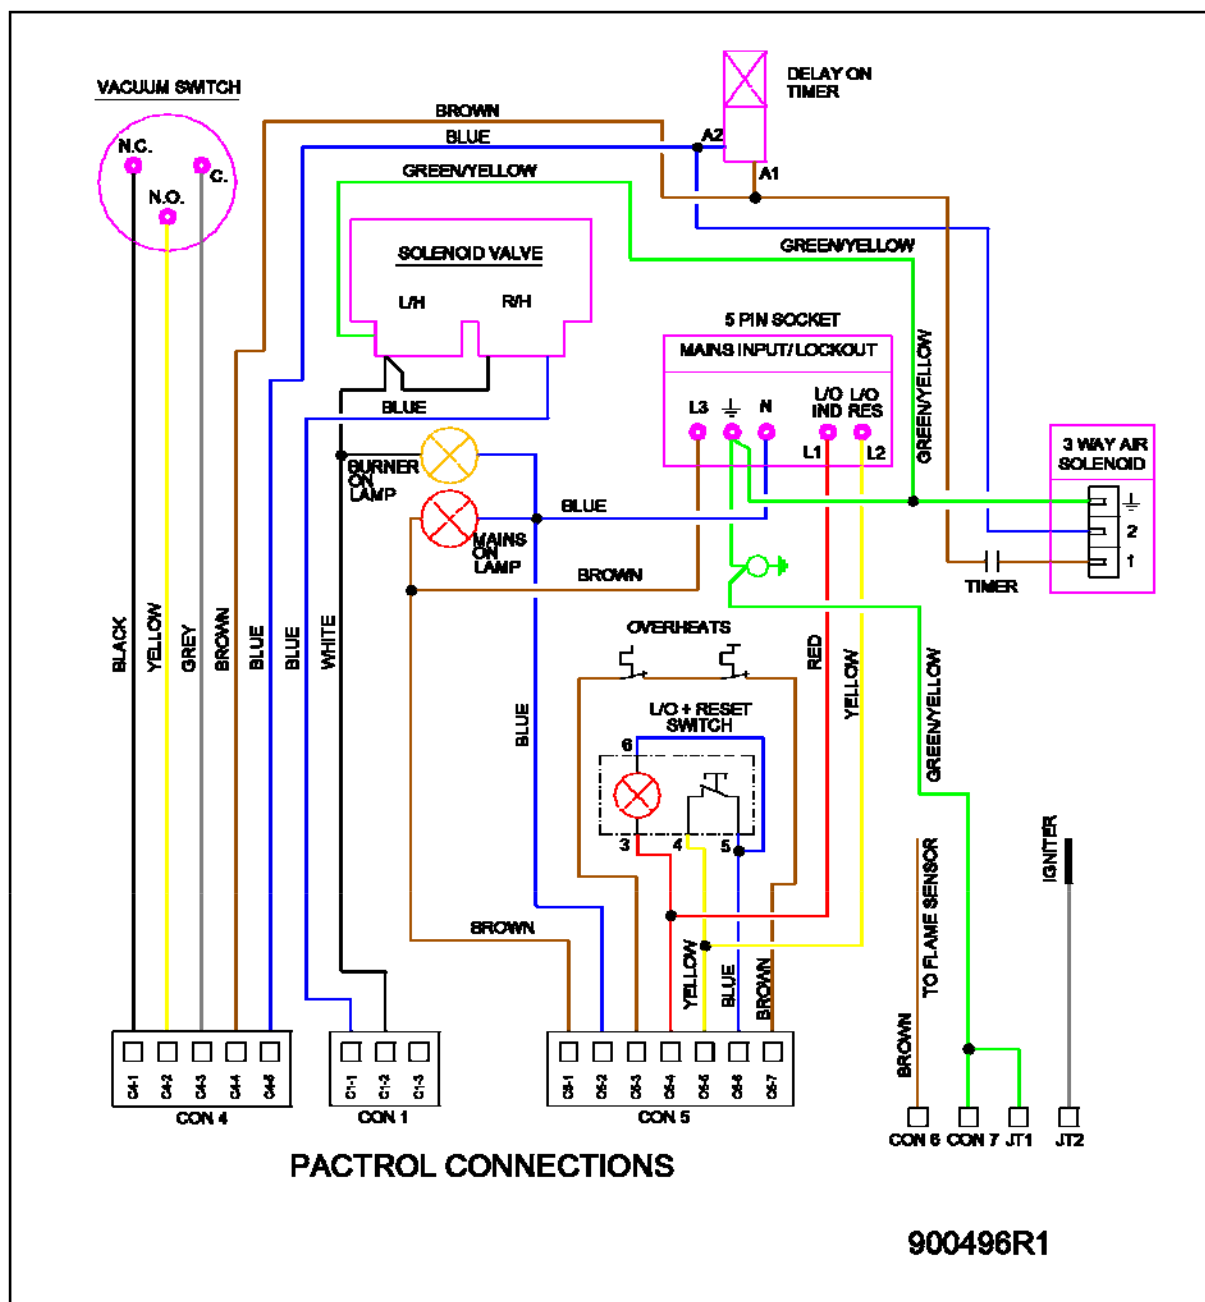 VACUUM SWITCH
N.C.
C.
N.O.
BROWN
BLUE
GREEN/YELLOW
A2
A1
DELAY ON
TIMER
GREEN/YELLOW
SOLENOID VALVE
L/H
R/H
5 PIN SOCKET
MAINS INPUT/LOCKOUT
L3
N
L/O
IND
L/O
RES
L1
L2
GREEN/YELLOW
3 WAY AIR
SOLENOID
2
1
TIMER
BLUE
BURNER
ON
LAMP
MAINS
ON
LAMP
BLUE
BROWN
BLACK
YELLOW
GREY
BROWN
BLUE
BLUE
WHITE
BLUE
OVERHEATS
L/O + RESET
SWITCH
6
3
4
5
RED
YELLOW
GREEN/YELLOW
BROWN
YELLOW
BLUE
BROWN
TO FLAME SENSOR
BROWN
IGNITER
C4-1
C4-2
C4-3
C4-4
C4-5
CON 4
C1-1
C1-2
C1-3
CON 1
C5-1
C5-2
C5-3
C5-4
C5-5
C5-6
C5-7
CON 5
CON 6
CON 7
JT1
JT2
PACTROL CONNECTIONS
900496R1